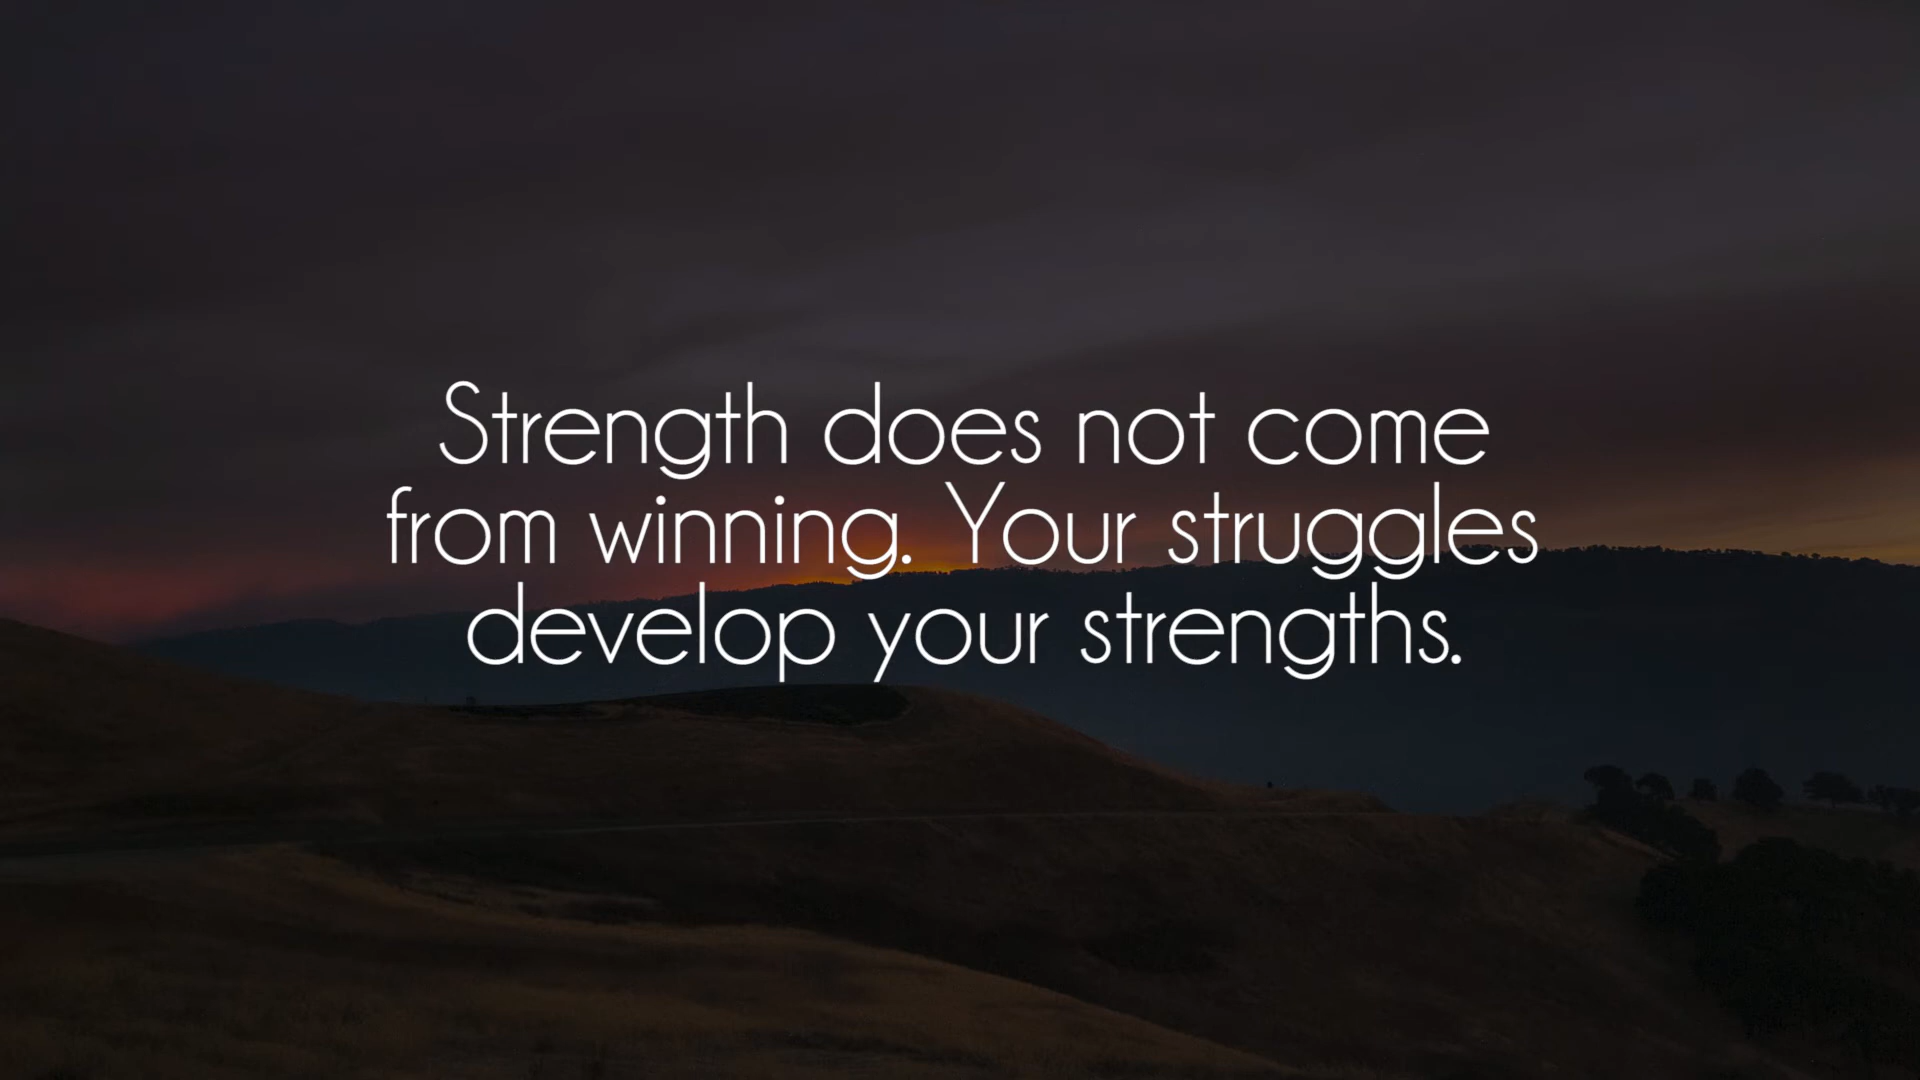 Strength does not come
from winning. Your struggles
develop your strengths.